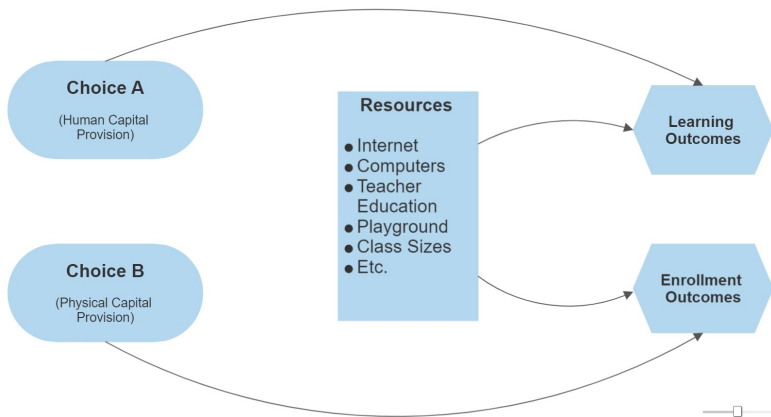 Choice A
(Human Capital
Provision)
Resources
● Internet
● Computers
● Teacher
Education
● Playground
● Class Sizes
● Etc.
Learning
Outcomes
Choice B
(Physical Capital
Provision)
Enrollment
Outcomes